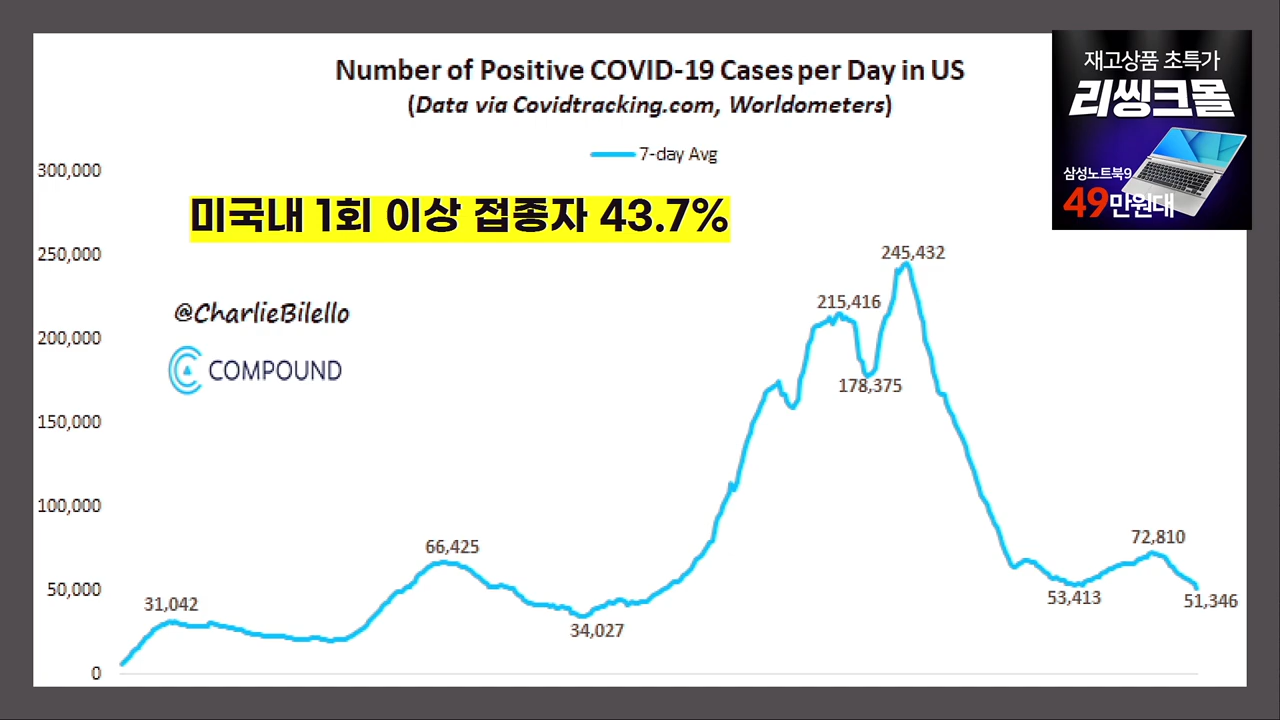 Number of Positive COVID-19 Cases per Day in US
(Data via Covidtracking.com, Worldometers)
7-day Avg
재고상품 초특가
리씽크몰
삼성노트북9
49만원대
미국내 1회 이상 접종자 43.7%
@CharlieBilello
COMPOUND
300,000
250,000
200,000
150,000
100,000
50,000
0
31,042
66,425
34,027
215,416
178,375
245,432
53,413
72,810
51,346